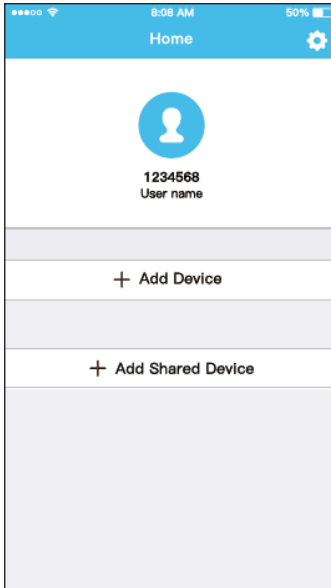 8:08 AM
50%
Home
1234568
User name
+ Add Device
+ Add Shared Device